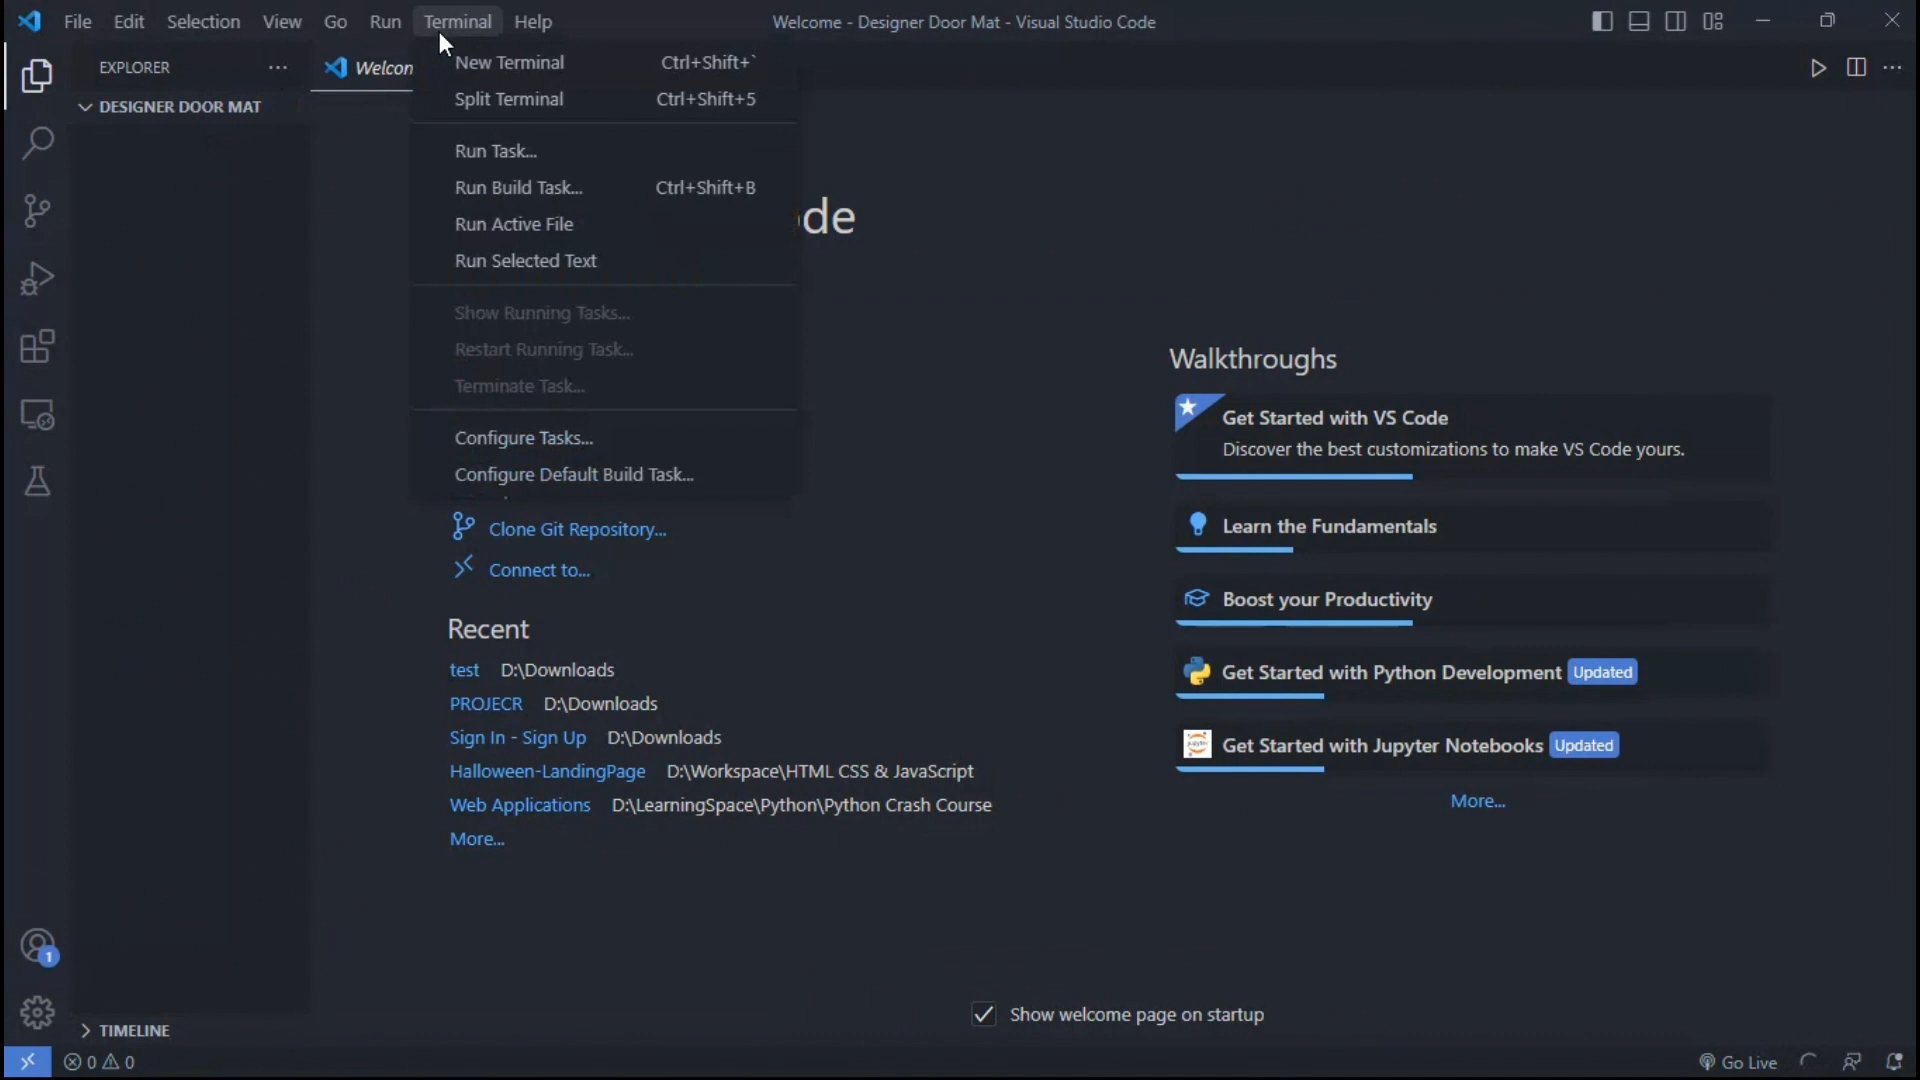 File Edit Selection View Go Run Terminal Help
Welcome - Designer Door Mat - Visual Studio Code
EXPLORER
DESIGNER DOOR MAT
Welcom
New Terminal Ctrl+Shift+`
Split Terminal Ctrl+Shift+5
Run Task...
Run Build Task... Ctrl+Shift+B
Run Active File
Run Selected Text
Show Running Tasks...
Restart Running Task...
Terminate Task...
Configure Tasks...
Configure Default Build Task...
ode
Clone Git Repository...
Connect to...
Recent
test D:\Downloads
PROJECR D:\Downloads
Sign In - Sign Up D:\Downloads
Halloween-LandingPage D:\Workspace\HTML CSS & JavaScript
Web Applications D:\LearningSpace\Python\Python Crash Course
More...
Walkthroughs
Get Started with VS Code
Discover the best customizations to make VS Code yours.
Learn the Fundamentals
Boost your Productivity
Get Started with Python Development Updated
Get Started with Jupyter Notebooks Updated
More...
Show welcome page on startup
1
TIMELINE
0 0
Go Live